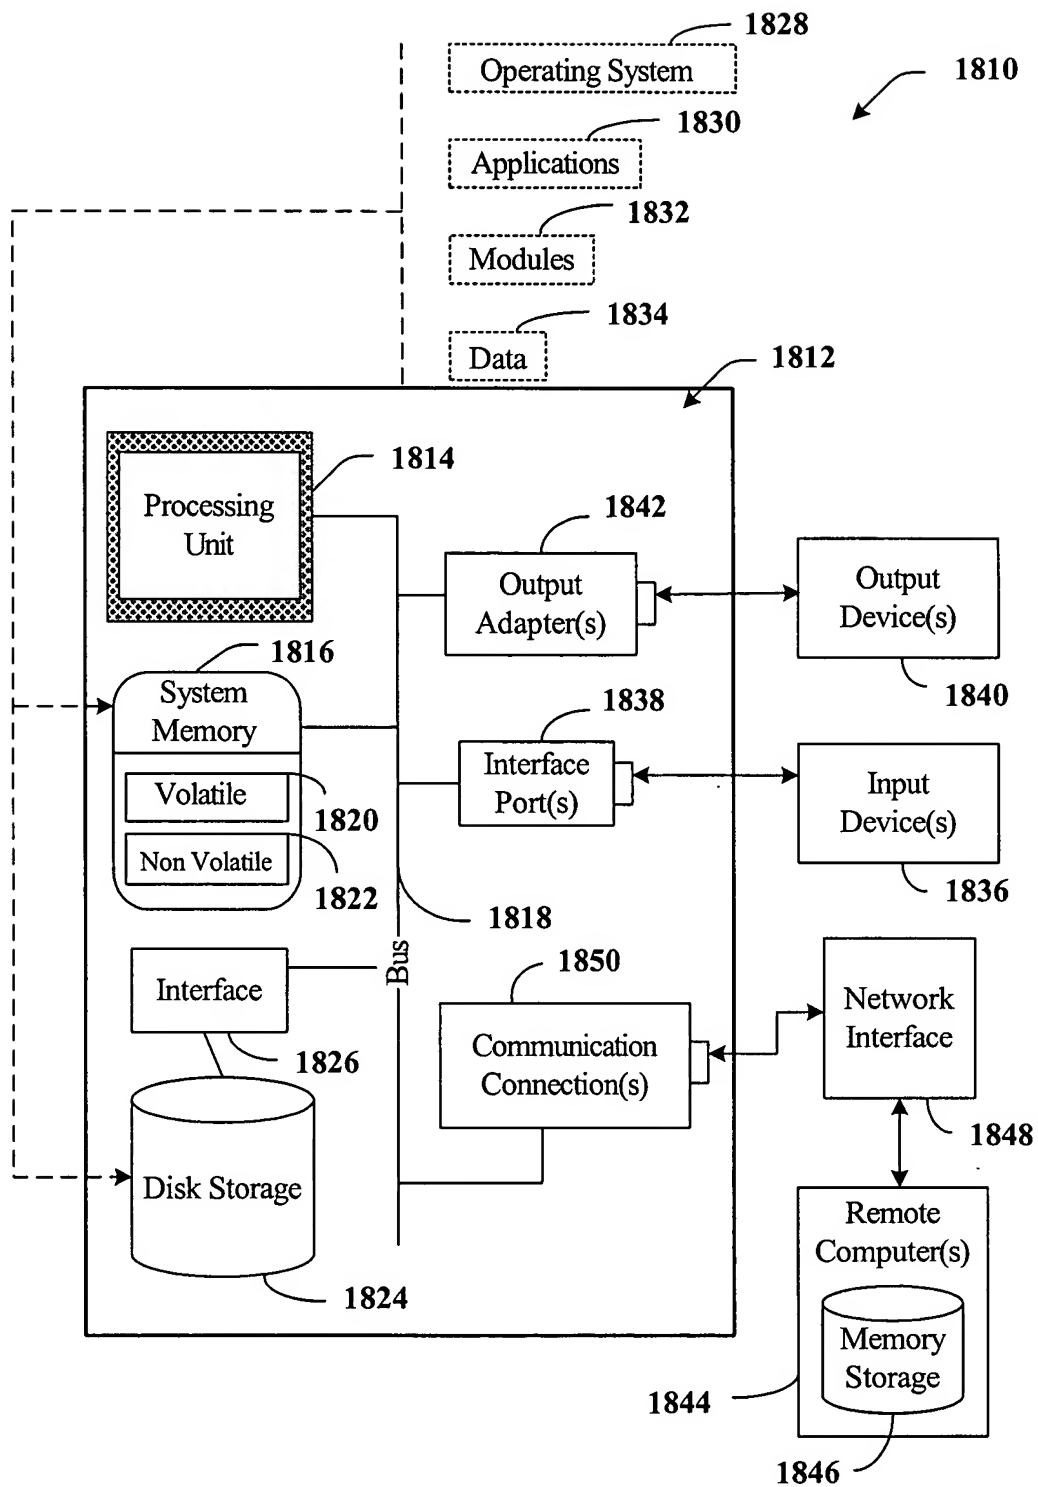 1828
Operating System
1810
1830
Applications
1832
Modules
1834
Data
1812
1814
Processing
Unit
1842
Output
Adapter(s)
Output
Device(s)
1840
1816
System
Memory
1838
Interface
Port(s)
Input
Device(s)
1836
Volatile
1820
Non Volatile
1822
1818
Bus
1850
Interface
1826
Communication
Connection(s)
Network
Interface
1848
Disk Storage
1824
Remote
Computer(s)
Memory
Storage
1844
1846